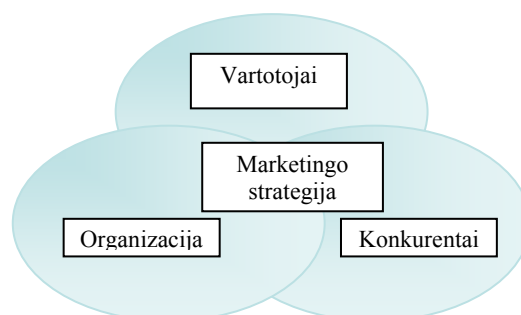 Vartotojai
Marketingo
strategija
Organizacija
Konkurentai